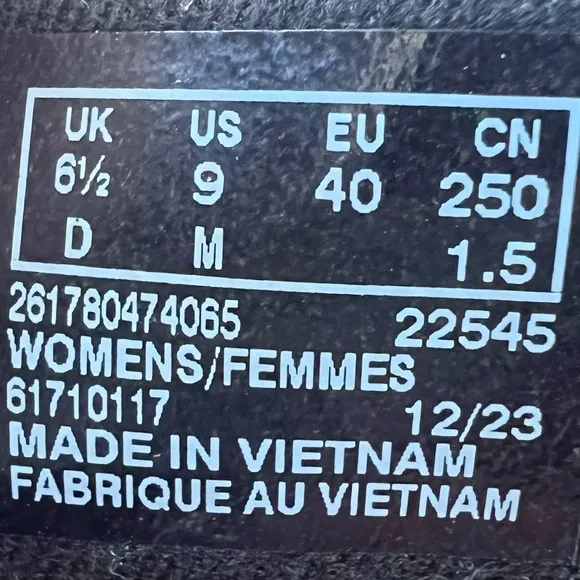 UK US EU CN
6½ 9 40 250
D M 1.5
261780474065 22545
WOMENS/FEMMES
61710117 12/23
MADE IN VIETNAM
FABRIQUE AU VIETNAM